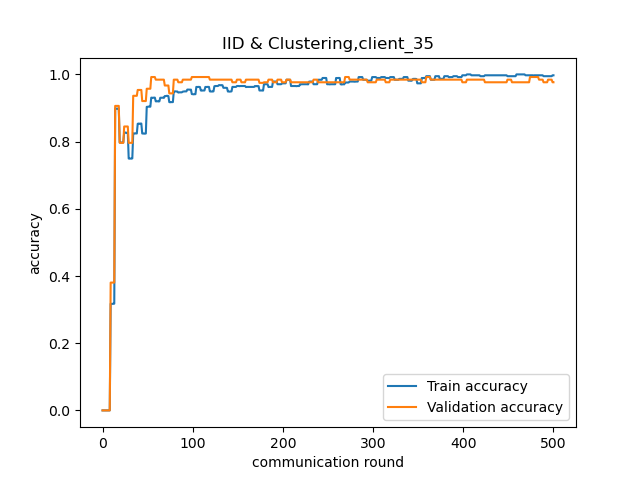 IID & Clustering,client_35
1.0
0.8
0.6
0.4
0.2
0.0
accuracy
0
100
200
300
400
500
communication round
Train accuracy
Validation accuracy